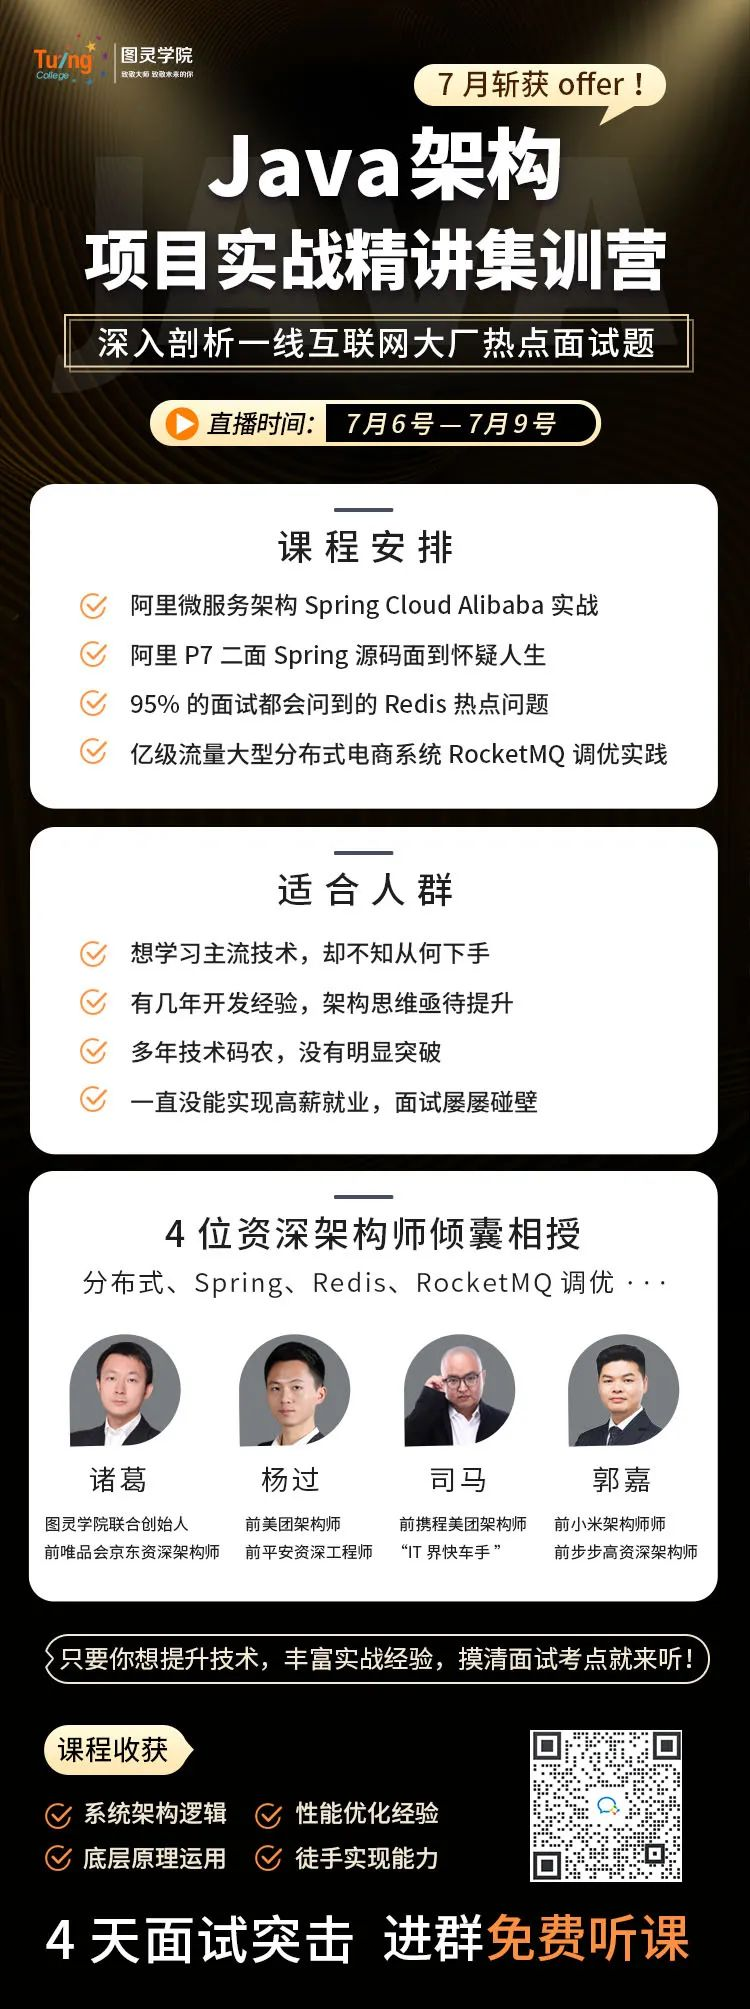 Tuling
College
图灵学院
致敬大师 致敬未来的你
7 月斩获 offer！
Java架构
项目实战精讲集训营
深入剖析一线互联网大厂热点面试题
直播时间： 7月6号 — 7月9号
课程安排
阿里微服务架构 Spring Cloud Alibaba 实战
阿里 P7 二面 Spring 源码面到怀疑人生
95% 的面试都会问到的 Redis 热点问题
亿级流量大型分布式电商系统 RocketMQ 调优实践
适合人群
想学习主流技术，却不知从何下手
有几年开发经验，架构思维亟待提升
多年技术码农，没有明显突破
一直没能实现高薪就业，面试屡屡碰壁
4 位资深架构师倾囊相授
分布式、Spring、Redis、RocketMQ 调优 ···
诸葛 杨过 司马 郭嘉
图灵学院联合创始人 前美团架构师 前携程美团架构师 前小米架构师师
前唯品会京东资深架构师 前平安资深工程师 “IT 界快车手 ” 前步步高资深架构师
只要你想提升技术，丰富实战经验，摸清面试考点就来听！
课程收获
系统架构逻辑 性能优化经验
底层原理运用 徒手实现能力
4 天面试突击 进群免费听课